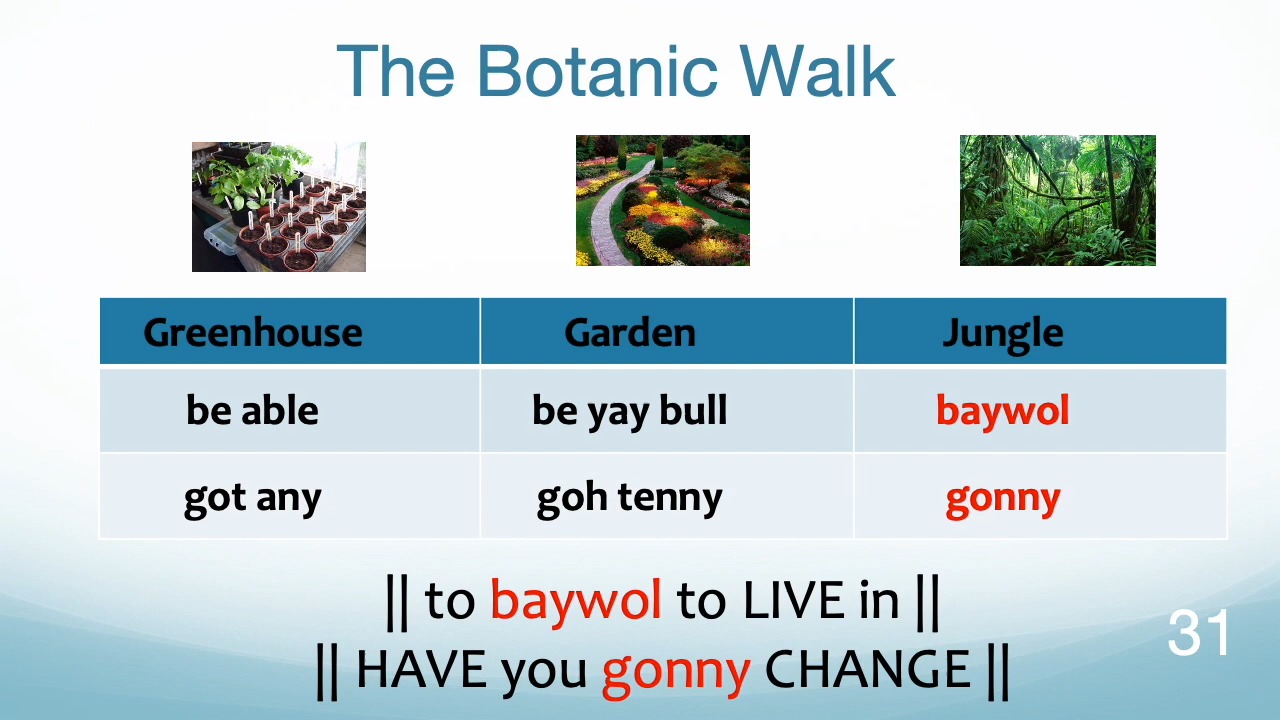 The Botanic Walk
Greenhouse Garden Jungle
be able be yay bull baywol
got any goh tenny gonny
|| to baywol to LIVE in ||
|| HAVE you gonny CHANGE ||
31